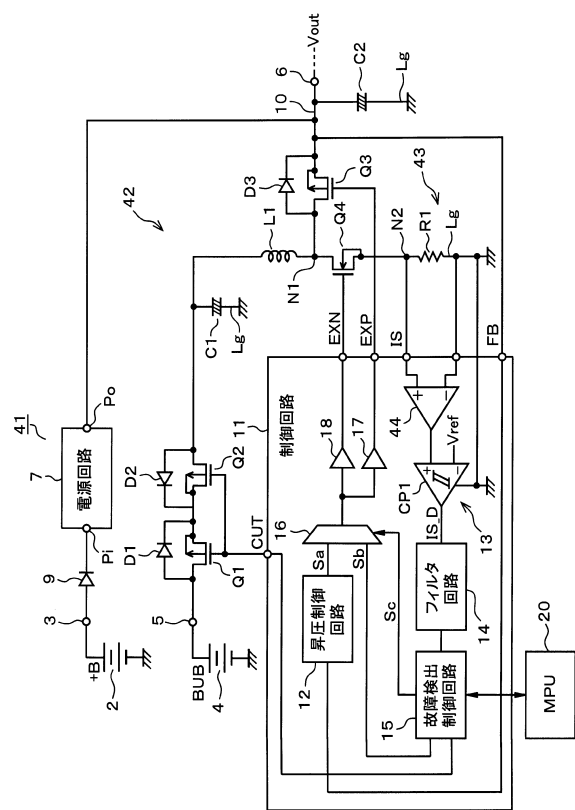 41
42
7
電源回路
Pi
Po
9
3
+B
2
D1
D2
Q1
Q2
5
BUB
4
C1
Lg
L1
N1
D3
Q3
Q4
10
6
Vout
C2
Lg
43
N2
R1
Lg
11
制御回路
CUT
EXN
EXP
IS
FB
18
17
16
Sa
Sb
Sc
12
昇圧制御
回路
44
+
−
CP1
+
−
Vref
IS_D
13
フィルタ
回路
14
15
故障検出
制御回路
20
MPU